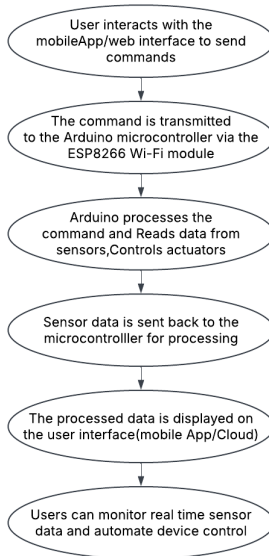 User interacts with the
mobileApp/web interface to send
commands
The command is transmitted
to the Arduino microcontroller via the
ESP8266 Wi-Fi module
Arduino processes the
command and Reads data from
sensors,Controls actuators
Sensor data is sent back to the
microcontrolller for processing
The processed data is displayed on
the user interface(mobile App/Cloud)
Users can monitor real time sensor
data and automate device control